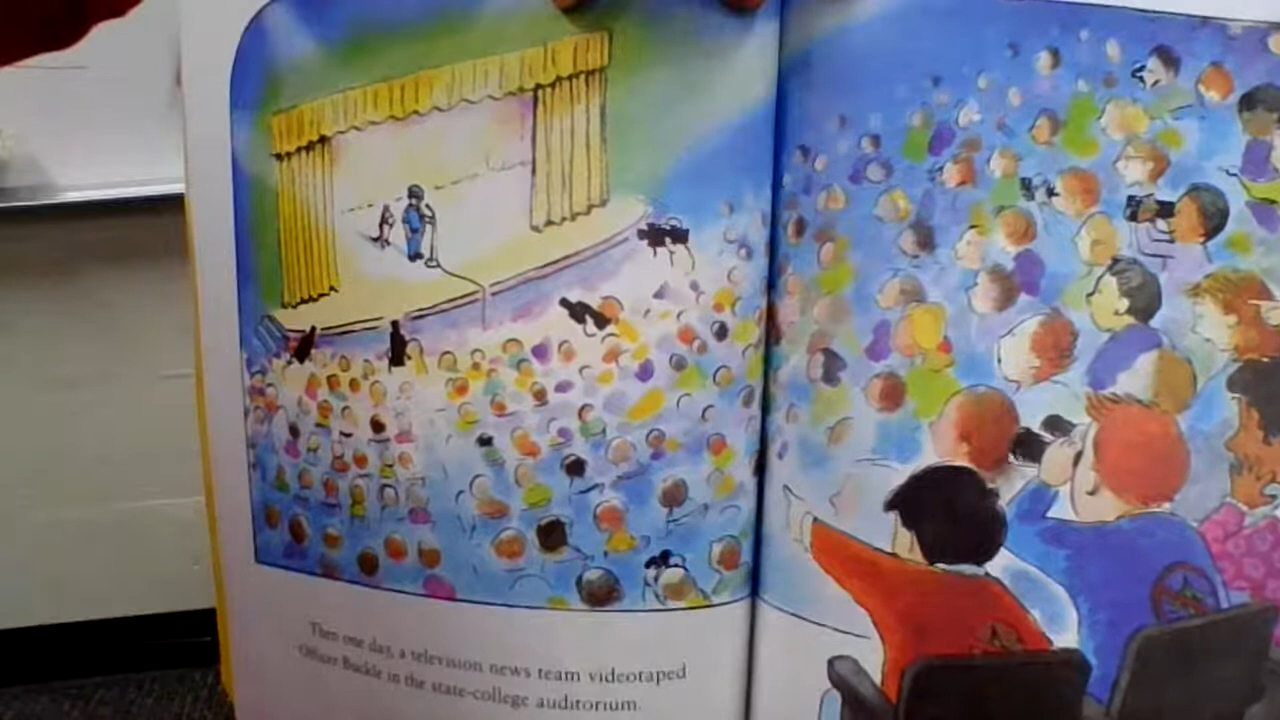 Then one day, a television news team videotaped
Officer Buckle in the state-college auditorium.